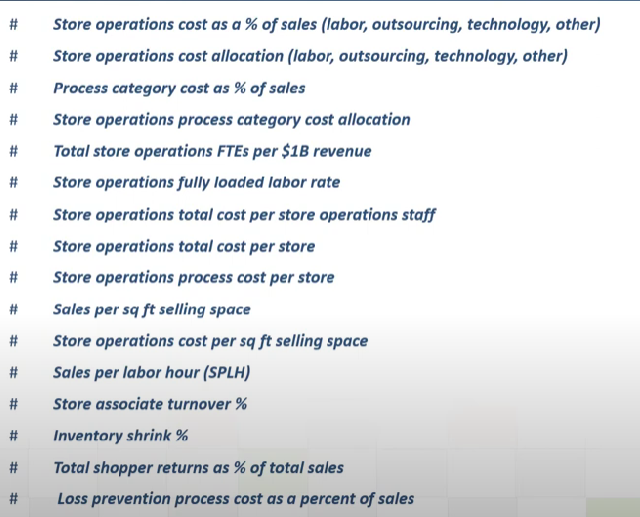 # Store operations cost as a % of sales (labor, outsourcing, technology, other)
# Store operations cost allocation (labor, outsourcing, technology, other)
# Process category cost as % of sales
# Store operations process category cost allocation
# Total store operations FTEs per $1B revenue
# Store operations fully loaded labor rate
# Store operations total cost per store operations staff
# Store operations total cost per store
# Store operations process cost per store
# Sales per sq ft selling space
# Store operations cost per sq ft selling space
# Sales per labor hour (SPLH)
# Store associate turnover %
# Inventory shrink %
# Total shopper returns as % of total sales
# Loss prevention process cost as a percent of sales